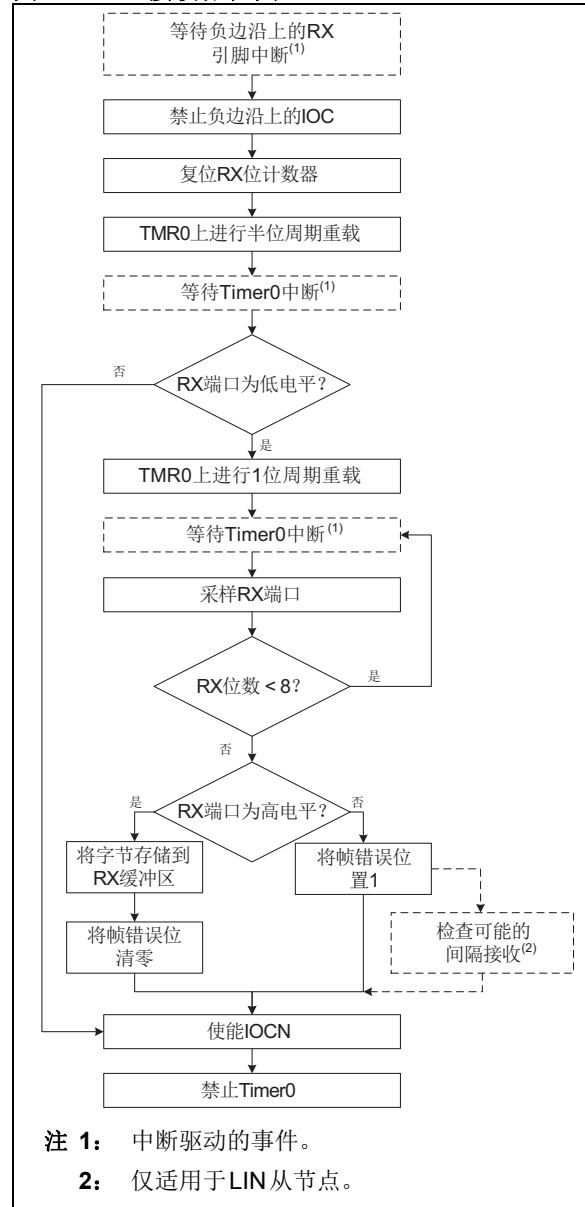 等待负边沿上的RX
引脚中断(1)
禁止负边沿上的IOC
复位RX位计数器
TMR0上进行半位周期重载
等待Timer0中断(1)
否
RX端口为低电平？
是
TMR0上进行1位周期重载
等待Timer0中断(1)
采样RX端口
RX位数 < 8？
是
否
是
RX端口为高电平？
否
将字节存储到
RX缓冲区
将帧错误位
置1
将帧错误位
清零
检查可能的
间隔接收(2)
使能IOCN
禁止Timer0
注 1： 中断驱动的事件。
2： 仅适用于LIN从节点。